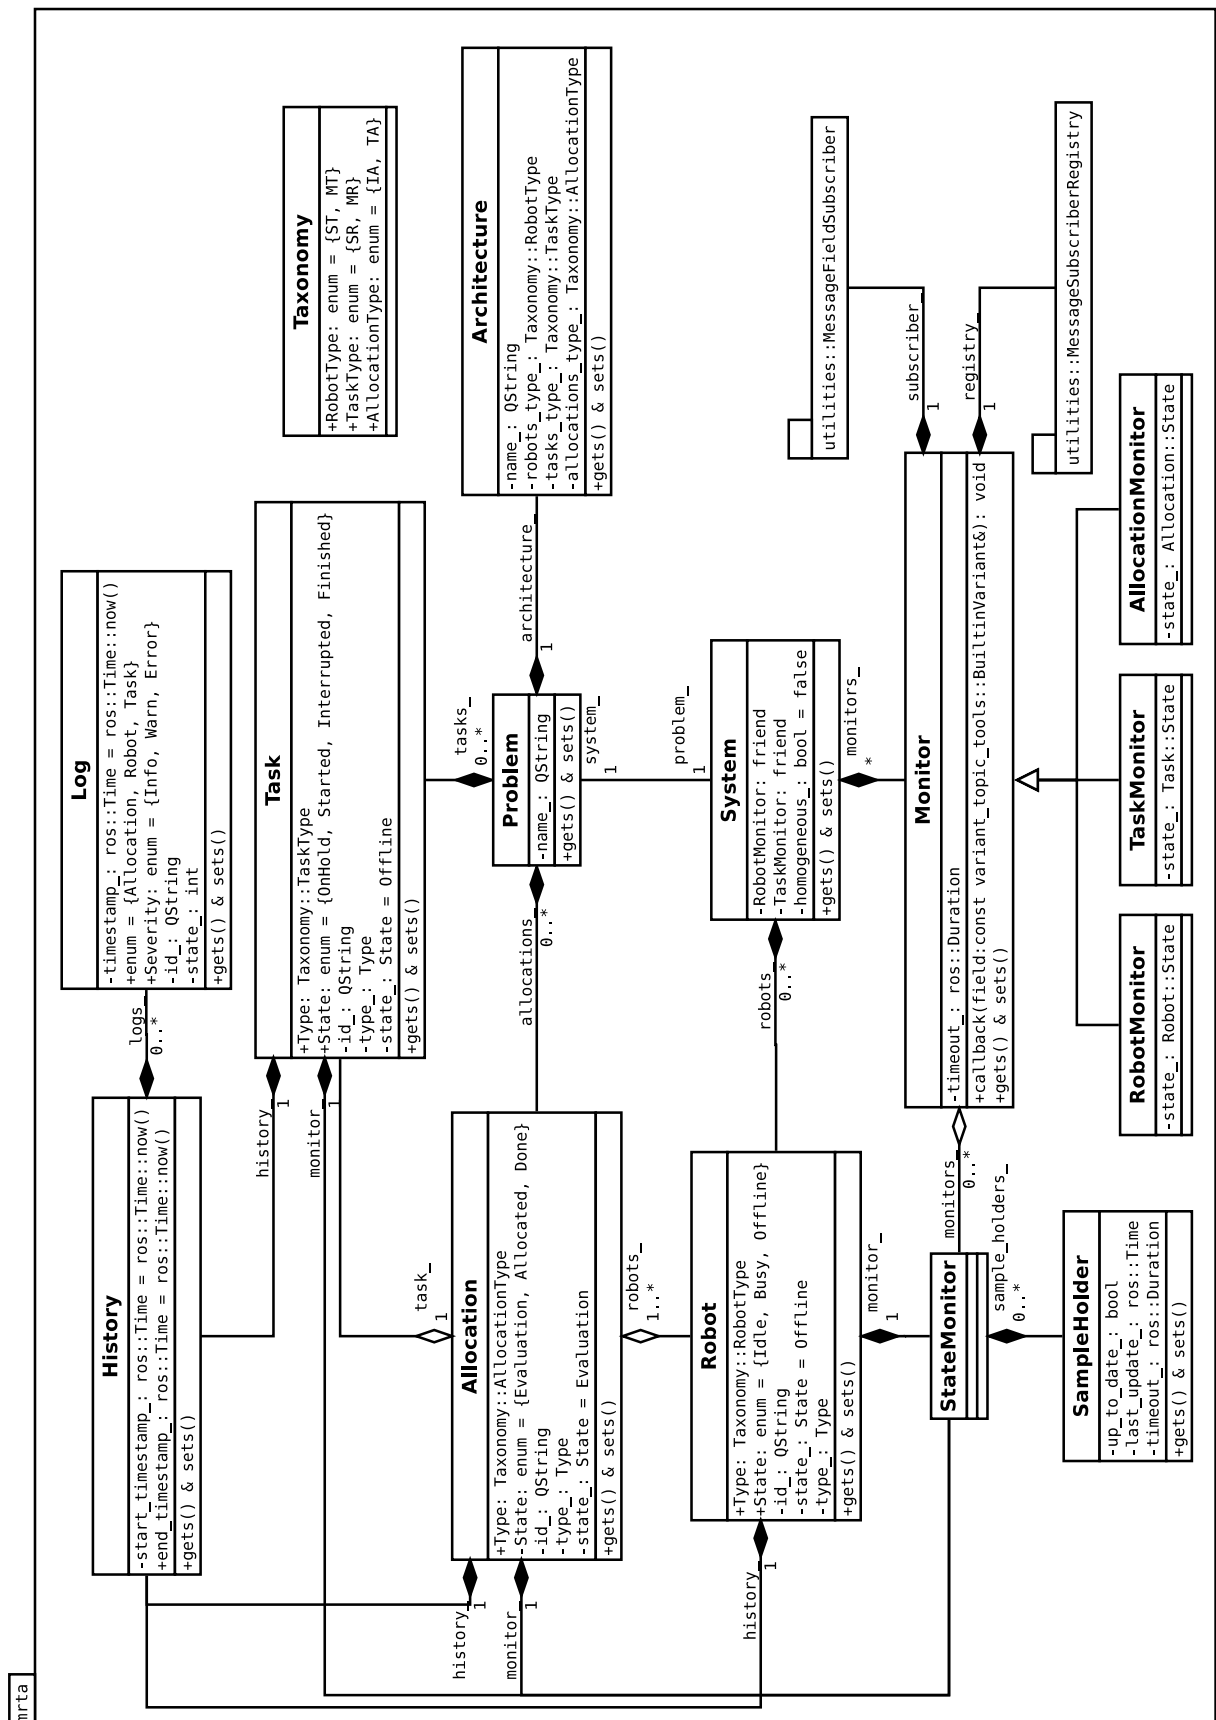 mrta
Log
-timestamp_: ros::Time = ros::Time::now()
+enum = {Allocation, Robot, Task}
+Severity: enum = {Info, Warn, Error}
-id_: QString
-state_: int
+gets() & sets()
Taxonomy
+RobotType: enum = {ST, MT}
+TaskType: enum = {SR, MR}
+AllocationType: enum = {IA, TA}
History
-start_timestamp_: ros::Time = ros::Time::now()
+end_timestamp_: ros::Time = ros::Time::now()
+gets() & sets()
logs_
0..*
Task
+Type: Taxonomy::TaskType
+State: enum = {OnHold, Started, Interrupted, Finished}
-id_: QString
-type_: Type
-state_: State = Offline
+gets() & sets()
history_
1
monitor_
1
Architecture
-name_: QString
-robots_type_: Taxonomy::RobotType
-tasks_type_: Taxonomy::TaskType
-allocations_type_: Taxonomy::AllocationType
+gets() & sets()
task_
1
tasks_
0..*
Allocation
+Type: Taxonomy::AllocationType
-State: enum = {Evaluation, Allocated, Done}
-id_: QString
-type_: Type
-state_: State = Evaluation
+gets() & sets()
history_
1
monitor_
1
allocations_
0..*
Problem
-name_: QString
+gets() & sets()
architecture_
1
system_
1
problem_
1
robots_
1..*
Robot
+Type: Taxonomy::RobotType
+State: enum = {Idle, Busy, Offline}
-id_: QString
-state_: State = Offline
-type_: Type
+gets() & sets()
history_
1
robots_
0..*
System
-RobotMonitor: friend
-TaskMonitor: friend
-homogeneous_: bool = false
+gets() & sets()
monitors_
*
utilities::MessageFieldSubscriber
subscriber_
1
registry_
1
utilities::MessageSubscriberRegistry
monitor_
1
StateMonitor
monitors_
0..*
sample_holders_
0..*
Monitor
-timeout_: ros::Duration
+callback(field:const variant_topic_tools::BuiltinVariant&): void
+gets() & sets()
SampleHolder
-up_to_date_: bool
-last_update_: ros::Time
-timeout_: ros::Duration
+gets() & sets()
RobotMonitor
-state_: Robot::State
TaskMonitor
-state_: Task::State
AllocationMonitor
-state_: Allocation::State